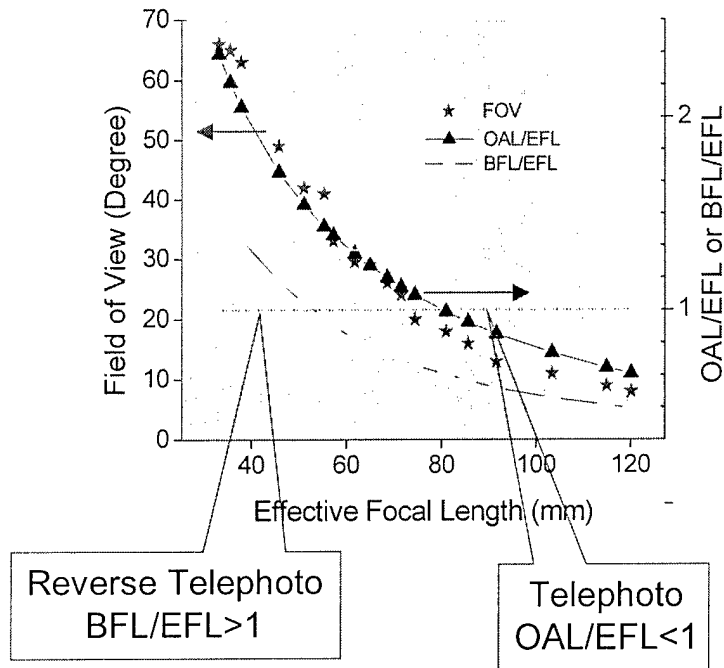 70
60
50
40
30
20
10
0
Field of View (Degree)
FOV
OAL/EFL
BFL/EFL
2
1
OAL/EFL or BFL/EFL
40
60
80
100
120
Effective Focal Length (mm)
Reverse Telephoto
BFL/EFL>1
Telephoto
OAL/EFL<1